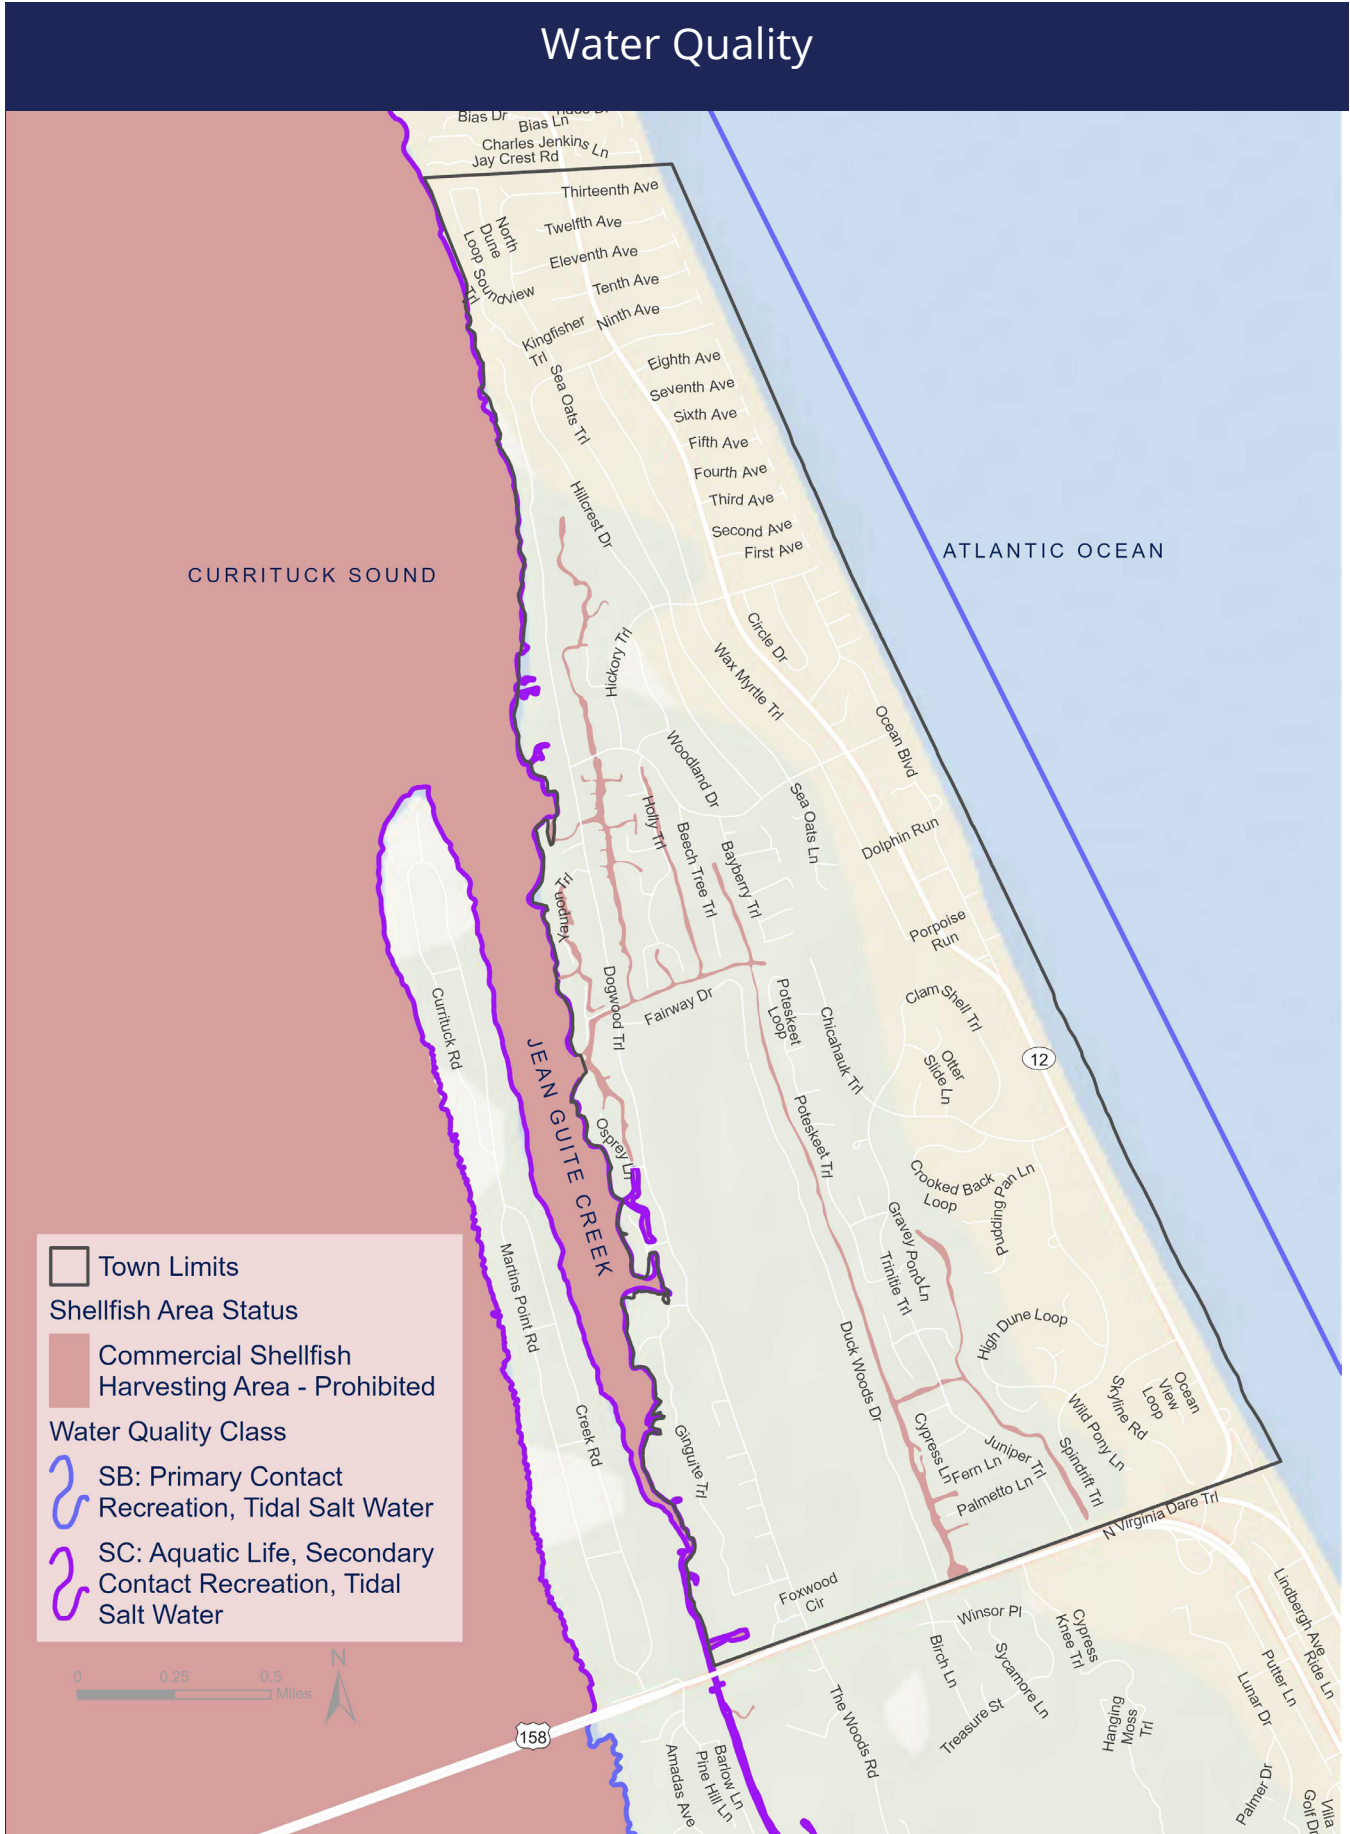 Water Quality
Bias Dr
Bias Ln
Charles Jenkins Ln
Jay Crest Rd
Thirteenth Ave
North
Dune
Loop
Trl
Soundview
Twelfth Ave
Eleventh Ave
Tenth Ave
Ninth Ave
Kingfisher
Trl
Sea Oats Trl
Eighth Ave
Seventh Ave
Sixth Ave
Fifth Ave
Fourth Ave
Third Ave
Second Ave
First Ave
Hillcrest Dr
ATLANTIC OCEAN
CURRITUCK SOUND
Hickory Trl
Circle Dr
Wax Myrtle Trl
Ocean Blvd
Woodland Dr
Holly Trl
Beech Tree Trl
Bayberry Trl
Sea Oats Ln
Dolphin Run
Yaupon Trl
Porpoise
Run
Dogwood Trl
Fairway Dr
Poteskeet
Loop
Chicahauk Trl
Clam Shell Trl
Otter
Slide Ln
12
Currituck Rd
JEAN GUITE CREEK
Osprey Ln
Poteskeet Trl
Crooked Back
Loop
Pudding Pan Ln
Gravey Pond Ln
Trinitie Trl
High Dune Loop
Martins Point Rd
Duck Woods Dr
Ocean
View
Loop
Skyline Rd
Wild Pony Ln
Spindrift Trl
Creek Rd
Ginguite Trl
Cypress Ln
Fern Ln
Juniper Trl
Palmetto Ln
N Virginia Dare Trl
Foxwood
Cir
Winsor Pl
Cypress
Knee Trl
Lindbergh Ave
Ride Ln
Putter Ln
Lunar Dr
Birch Ln
Sycamore Ln
Treasure St
Hanging
Moss
Trl
The Woods Rd
158
Amadas Ave
Pine Hill Ln
Barlow Ln
Palmer Dr
Villa
Golf Dr
Town Limits
Shellfish Area Status
Commercial Shellfish
Harvesting Area - Prohibited
Water Quality Class
SB: Primary Contact
Recreation, Tidal Salt Water
SC: Aquatic Life, Secondary
Contact Recreation, Tidal
Salt Water
N
0 0.25 0.5
Miles